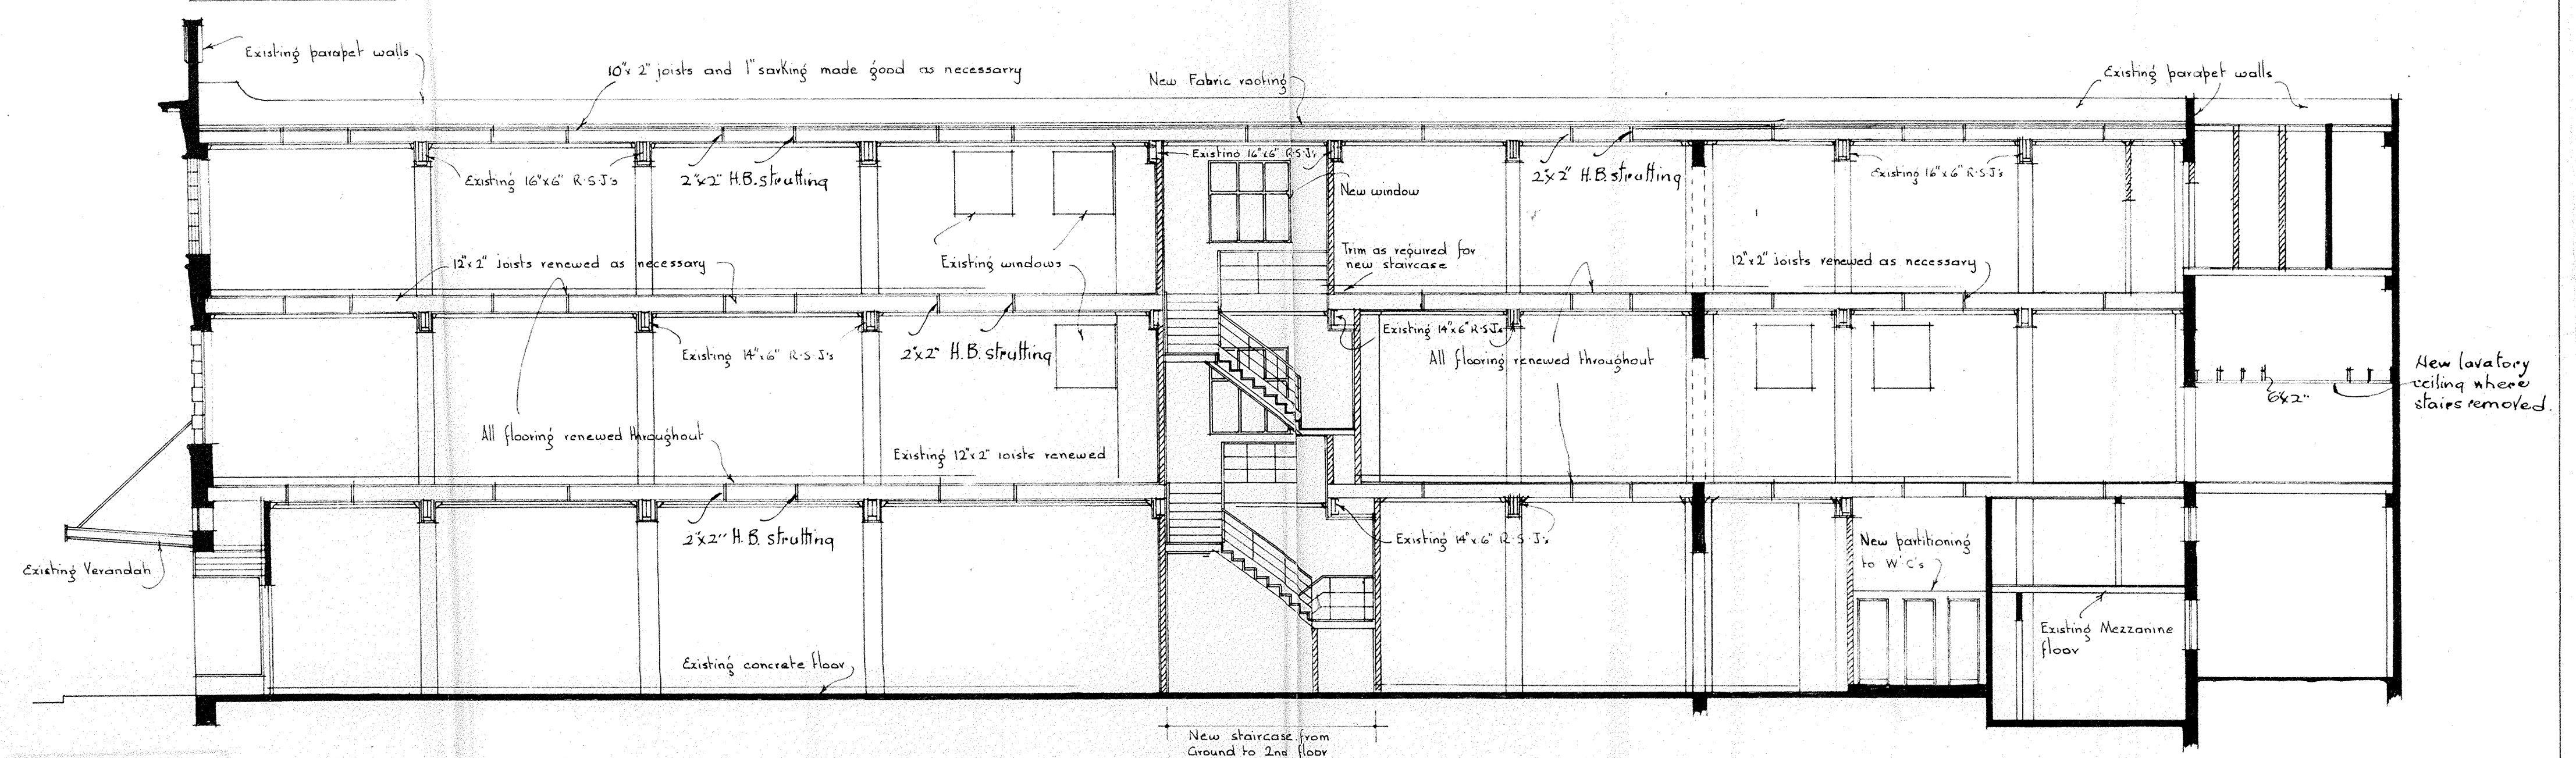 Existing parapet walls
10"x 2" joists and 1" sarking made good as necessarry
New Fabric roofing
Existing parapet walls
Existing 16"x6" R.S.J's
2"x2" H.B. strutting
Existing 16"x6" R.S.J's
New window
2"x2" H.B. strutting
Existing 16"x6" R.S.J's
12"x2" joists renewed as necessary
Existing windows
Trim as required for
new staircase
12"x2" joists renewed as necessary
Existing 14"x6" R.S.J's
2"x2" H.B. strutting
Existing 14"x6" R.S.J's
All flooring renewed throughout
New lavatory
ceiling where
stairs removed.
6"x2"
All flooring renewed throughout
Existing 12"x2" joists renewed
2"x2" H.B. strutting
Existing 14"x6" R.S.J's
New partitioning
to W.C's
Existing Verandah
Existing Mezzanine
floor
Existing concrete floor
New staircase from
Ground to 2nd floor